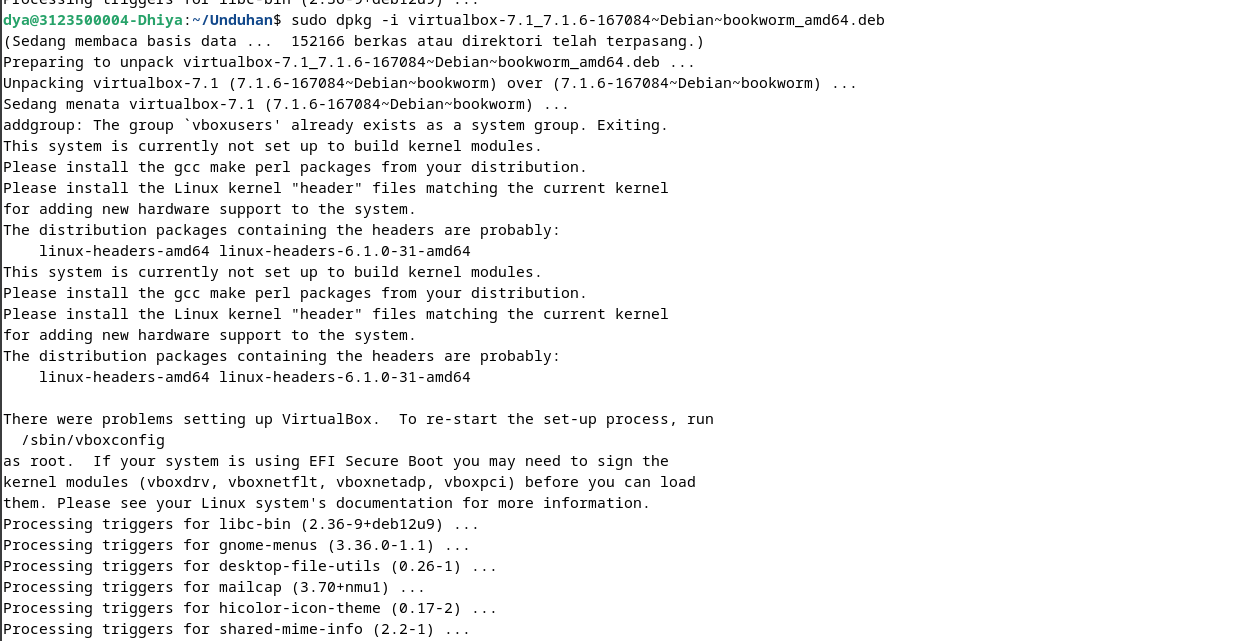 Processing triggers for libc-bin (2.36-9+deb12u9) ...
dya@3123500004-Dhiya:~/Unduhan$ sudo dpkg -i virtualbox-7.1_7.1.6-167084~Debian~bookworm_amd64.deb
(Sedang membaca basis data ...  152166 berkas atau direktori telah terpasang.)
Preparing to unpack virtualbox-7.1_7.1.6-167084~Debian~bookworm_amd64.deb ...
Unpacking virtualbox-7.1 (7.1.6-167084~Debian~bookworm) over (7.1.6-167084~Debian~bookworm) ...
Sedang menata virtualbox-7.1 (7.1.6-167084~Debian~bookworm) ...
addgroup: The group `vboxusers' already exists as a system group. Exiting.
This system is currently not set up to build kernel modules.
Please install the gcc make perl packages from your distribution.
Please install the Linux kernel "header" files matching the current kernel
for adding new hardware support to the system.
The distribution packages containing the headers are probably:
    linux-headers-amd64 linux-headers-6.1.0-31-amd64
This system is currently not set up to build kernel modules.
Please install the gcc make perl packages from your distribution.
Please install the Linux kernel "header" files matching the current kernel
for adding new hardware support to the system.
The distribution packages containing the headers are probably:
    linux-headers-amd64 linux-headers-6.1.0-31-amd64

There were problems setting up VirtualBox.  To re-start the set-up process, run
  /sbin/vboxconfig
as root.  If your system is using EFI Secure Boot you may need to sign the
kernel modules (vboxdrv, vboxnetflt, vboxnetadp, vboxpci) before you can load
them. Please see your Linux system's documentation for more information.
Processing triggers for libc-bin (2.36-9+deb12u9) ...
Processing triggers for gnome-menus (3.36.0-1.1) ...
Processing triggers for desktop-file-utils (0.26-1) ...
Processing triggers for mailcap (3.70+nmu1) ...
Processing triggers for hicolor-icon-theme (0.17-2) ...
Processing triggers for shared-mime-info (2.2-1) ...